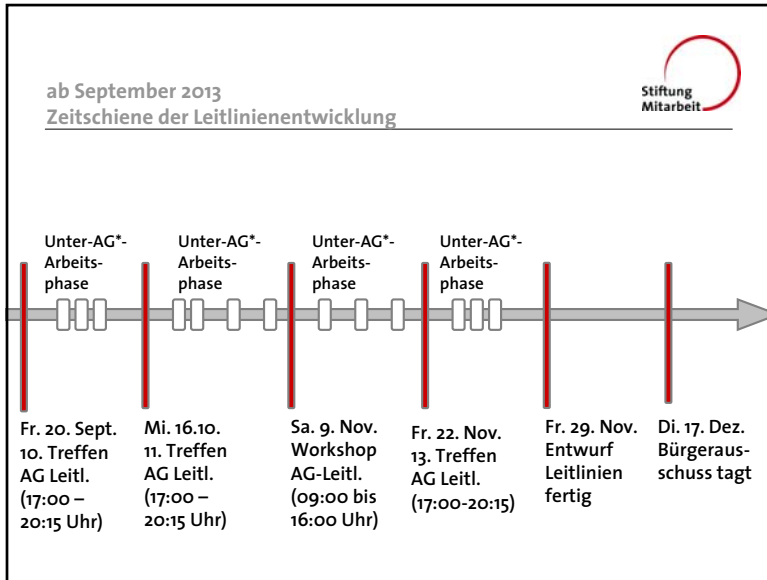 ab September 2013
Zeitschiene der Leitlinienentwicklung
Stiftung
Mitarbeit
Unter-AG*-
Arbeits-
phase
Unter-AG*-
Arbeits-
phase
Unter-AG*-
Arbeits-
phase
Unter-AG*-
Arbeits-
phase
Fr. 20. Sept.
10. Treffen
AG Leitl.
(17:00 –
20:15 Uhr)
Mi. 16.10.
11. Treffen
AG Leitl.
(17:00 –
20:15 Uhr)
Sa. 9. Nov.
Workshop
AG-Leitl.
(09:00 bis
16:00 Uhr)
Fr. 22. Nov.
13. Treffen
AG Leitl.
(17:00-20:15)
Fr. 29. Nov.
Entwurf
Leitlinien
fertig
Di. 17. Dez.
Bürgeraus-
schuss tagt